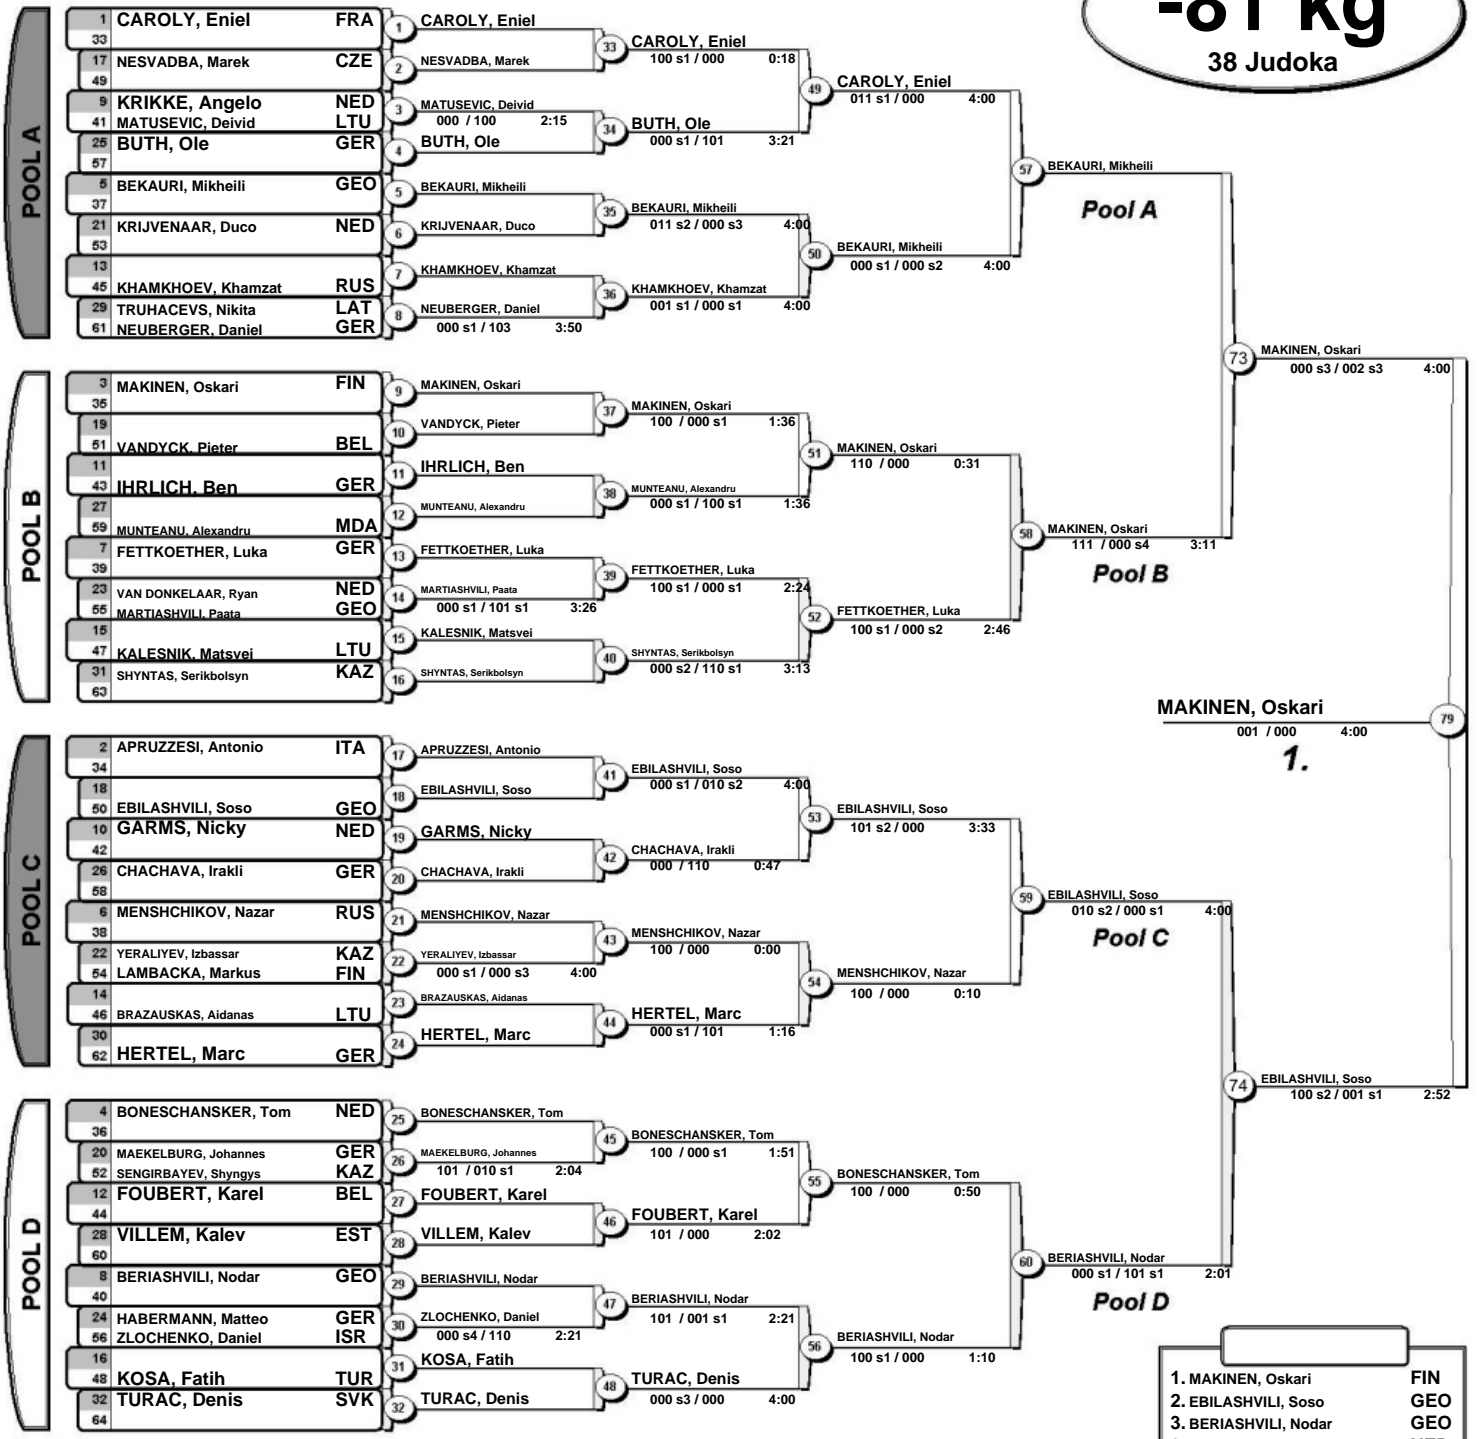 -81 kg
38 Judoka
POOL A
1 CAROLY, Eniel FRA
33
17 NESVADBA, Marek CZE
49
9 KRIKKE, Angelo NED
41 MATUSEVIC, Deivid LTU
25 BUTH, Ole GER
57
5 BEKAURI, Mikheili GEO
37
21 KRIJVENAAR, Duco NED
53
13
45 KHAMKHOEV, Khamzat RUS
29 TRUHACEVS, Nikita LAT
61 NEUBERGER, Daniel GER
1 CAROLY, Eniel
2 NESVADBA, Marek
3 MATUSEVIC, Deivid
000 / 100 2:15
4 BUTH, Ole
5 BEKAURI, Mikheili
6 KRIJVENAAR, Duco
7 KHAMKHOEV, Khamzat
8 NEUBERGER, Daniel
000 s1 / 103 3:50
33 CAROLY, Eniel
100 s1 / 000 0:18
34 BUTH, Ole
000 s1 / 101 3:21
35 BEKAURI, Mikheili
011 s2 / 000 s3 4:00
36 KHAMKHOEV, Khamzat
001 s1 / 000 s1 4:00
49 CAROLY, Eniel
011 s1 / 000 4:00
50 BEKAURI, Mikheili
000 s1 / 000 s2 4:00
57 BEKAURI, Mikheili
Pool A
POOL B
3 MAKINEN, Oskari FIN
35
19
51 VANDYCK, Pieter BEL
11
43 IHRLICH, Ben GER
27
59 MUNTEANU, Alexandru MDA
7 FETTKOETHER, Luka GER
39
23 VAN DONKELAAR, Ryan NED
55 MARTIASHVILI, Paata GEO
15
47 KALESNIK, Matsvei LTU
31 SHYNTAS, Serikbolsyn KAZ
63
9 MAKINEN, Oskari
10 VANDYCK, Pieter
11 IHRLICH, Ben
12 MUNTEANU, Alexandru
13 FETTKOETHER, Luka
14 MARTIASHVILI, Paata
000 s1 / 101 s1 3:26
15 KALESNIK, Matsvei
16 SHYNTAS, Serikbolsyn
37 MAKINEN, Oskari
100 / 000 s1 1:36
38 MUNTEANU, Alexandru
000 s1 / 100 s1 1:36
39 FETTKOETHER, Luka
100 s1 / 000 s1 2:24
40 SHYNTAS, Serikbolsyn
000 s2 / 110 s1 3:13
51 MAKINEN, Oskari
110 / 000 0:31
52 FETTKOETHER, Luka
100 s1 / 000 s2 2:46
58 MAKINEN, Oskari
111 / 000 s4 3:11
Pool B
73 MAKINEN, Oskari
000 s3 / 002 s3 4:00
MAKINEN, Oskari 79
001 / 000 4:00
1.
POOL C
2 APRUZZESI, Antonio ITA
34
18
50 EBILASHVILI, Soso GEO
10 GARMS, Nicky NED
42
26 CHACHAVA, Irakli GER
58
6 MENSHCHIKOV, Nazar RUS
38
22 YERALIYEV, Izbassar KAZ
54 LAMBACKA, Markus FIN
14
46 BRAZAUSKAS, Aidanas LTU
30
62 HERTEL, Marc GER
17 APRUZZESI, Antonio
18 EBILASHVILI, Soso
19 GARMS, Nicky
20 CHACHAVA, Irakli
21 MENSHCHIKOV, Nazar
22 YERALIYEV, Izbassar
000 s1 / 000 s3 4:00
23 BRAZAUSKAS, Aidanas
24 HERTEL, Marc
41 EBILASHVILI, Soso
000 s1 / 010 s2 4:00
42 CHACHAVA, Irakli
000 / 110 0:47
43 MENSHCHIKOV, Nazar
100 / 000 0:00
44 HERTEL, Marc
000 s1 / 101 1:16
53 EBILASHVILI, Soso
101 s2 / 000 3:33
54 MENSHCHIKOV, Nazar
100 / 000 0:10
59 EBILASHVILI, Soso
010 s2 / 000 s1 4:00
Pool C
74 EBILASHVILI, Soso
100 s2 / 001 s1 2:52
POOL D
4 BONESCHANSKER, Tom NED
36
20 MAEKELBURG, Johannes GER
52 SENGIRBAYEV, Shyngys KAZ
12 FOUBERT, Karel BEL
44
28 VILLEM, Kalev EST
60
8 BERIASHVILI, Nodar GEO
40
24 HABERMANN, Matteo GER
56 ZLOCHENKO, Daniel ISR
16
48 KOSA, Fatih TUR
32 TURAC, Denis SVK
64
25 BONESCHANSKER, Tom
26 MAEKELBURG, Johannes
101 / 010 s1 2:04
27 FOUBERT, Karel
28 VILLEM, Kalev
29 BERIASHVILI, Nodar
30 ZLOCHENKO, Daniel
000 s4 / 110 2:21
31 KOSA, Fatih
32 TURAC, Denis
45 BONESCHANSKER, Tom
100 / 000 s1 1:51
46 FOUBERT, Karel
101 / 000 2:02
47 BERIASHVILI, Nodar
101 / 001 s1 2:21
48 TURAC, Denis
000 s3 / 000 4:00
55 BONESCHANSKER, Tom
100 / 000 0:50
56 BERIASHVILI, Nodar
100 s1 / 000 1:10
60 BERIASHVILI, Nodar
000 s1 / 101 s1 2:01
Pool D
1. MAKINEN, Oskari FIN
2. EBILASHVILI, Soso GEO
3. BERIASHVILI, Nodar GEO